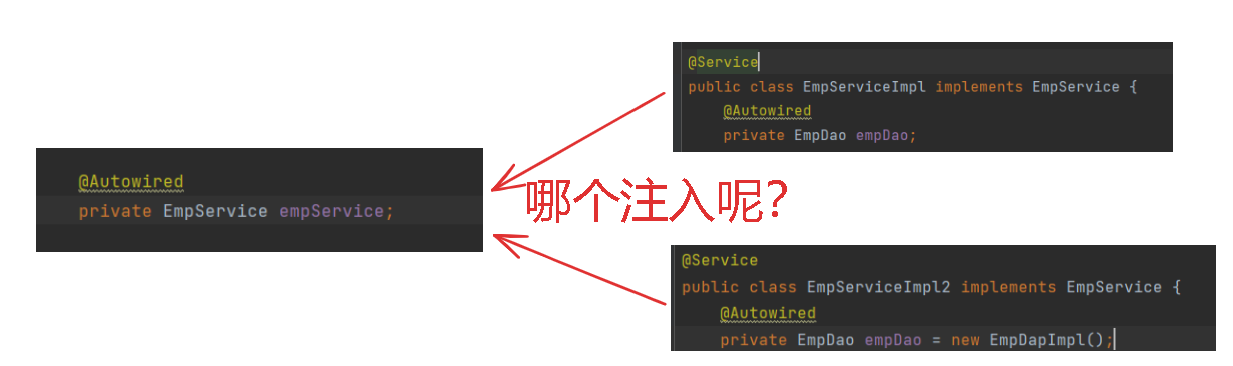 @Autowired
private EmpService empService;
哪个注入呢?
@Service
public class EmpServiceImpl implements EmpService {
@Autowired
private EmpDao empDao;
@Service
public class EmpServiceImpl2 implements EmpService {
@Autowired
private EmpDao empDao = new EmpDapImpl();